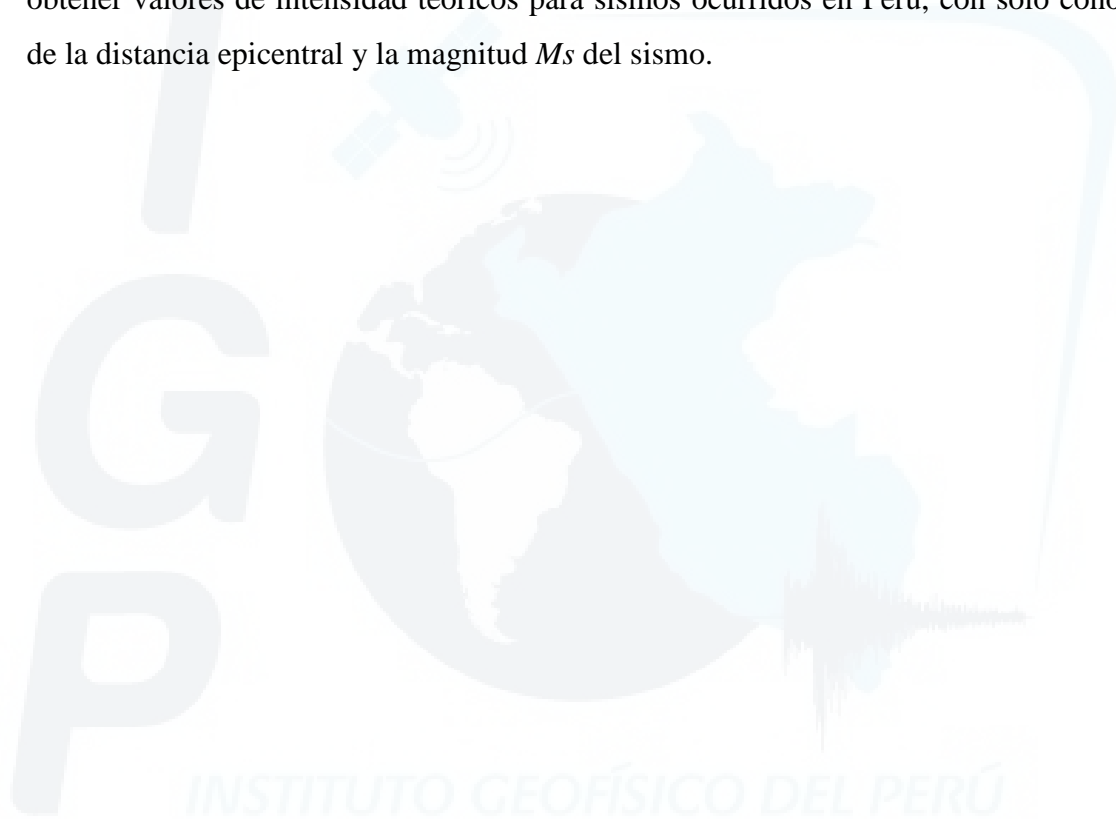 obtener valores de intensidad teóricos para sismos ocurridos en Perú, con solo
de la distancia epicentral y la magnitud Ms del sismo.
I
G
P
INSTITUTO GEOFÍSICO DEL PERÚ